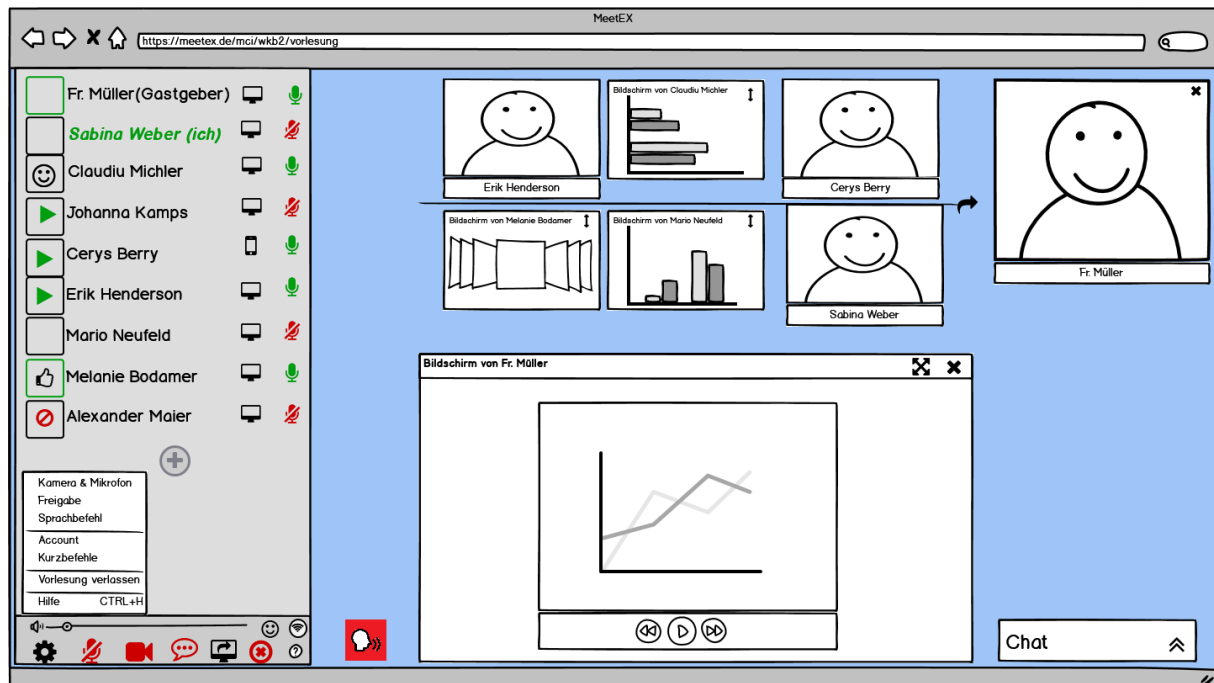 MeetEX
https://meetex.de/mci/wkb2/vorlesung
Fr. Müller(Gastgeber)
Sabina Weber (ich)
Claudiu Michler
Johanna Kamps
Cerys Berry
Erik Henderson
Mario Neufeld
Melanie Bodamer
Alexander Maier
Kamera & Mikrofon
Freigabe
Sprachbefehl
Account
Kurzbefehle
Vorlesung verlassen
Hilfe CTRL+H
Erik Henderson
Bildschirm von Claudiu Michler
Cerys Berry
Bildschirm von Melanie Bodamer
Bildschirm von Mario Neufeld
Sabina Weber
Fr. Müller
Bildschirm von Fr. Müller
Chat